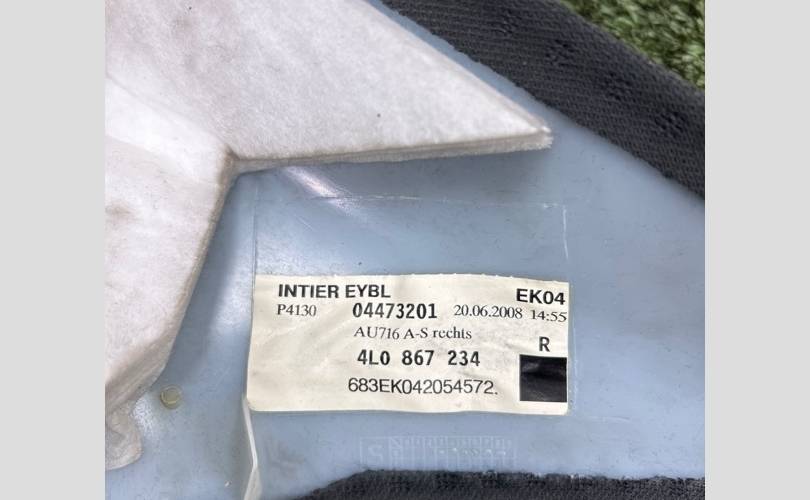 INTIER EYBL EK04
P4130 04473201 20.06.2008 14:55
AU716 A-S rechts
4L0 867 234 R
683EK042054572.